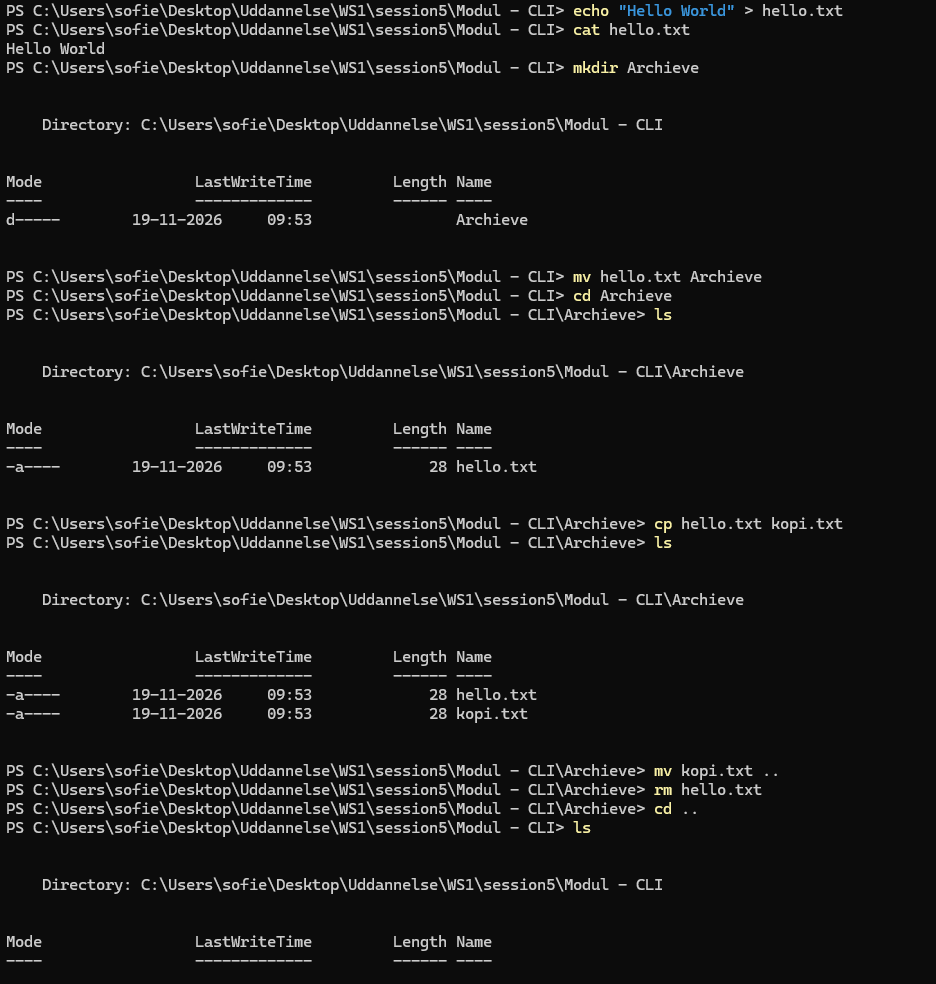 PS C:\Users\sofie\Desktop\Uddannelse\WS1\session5\Modul - CLI> echo "Hello World" > hello.txt
PS C:\Users\sofie\Desktop\Uddannelse\WS1\session5\Modul - CLI> cat hello.txt
Hello World
PS C:\Users\sofie\Desktop\Uddannelse\WS1\session5\Modul - CLI> mkdir Archieve
Directory: C:\Users\sofie\Desktop\Uddannelse\WS1\session5\Modul - CLI
Mode                 LastWriteTime         Length Name
----                 -------------         ------ ----
d-----        19-11-2026     09:53                Archieve
PS C:\Users\sofie\Desktop\Uddannelse\WS1\session5\Modul - CLI> mv hello.txt Archieve
PS C:\Users\sofie\Desktop\Uddannelse\WS1\session5\Modul - CLI> cd Archieve
PS C:\Users\sofie\Desktop\Uddannelse\WS1\session5\Modul - CLI\Archieve> ls
Directory: C:\Users\sofie\Desktop\Uddannelse\WS1\session5\Modul - CLI\Archieve
Mode                 LastWriteTime         Length Name
----                 -------------         ------ ----
-a----        19-11-2026     09:53             28 hello.txt
PS C:\Users\sofie\Desktop\Uddannelse\WS1\session5\Modul - CLI\Archieve> cp hello.txt kopi.txt
PS C:\Users\sofie\Desktop\Uddannelse\WS1\session5\Modul - CLI\Archieve> ls
Directory: C:\Users\sofie\Desktop\Uddannelse\WS1\session5\Modul - CLI\Archieve
Mode                 LastWriteTime         Length Name
----                 -------------         ------ ----
-a----        19-11-2026     09:53             28 hello.txt
-a----        19-11-2026     09:53             28 kopi.txt
PS C:\Users\sofie\Desktop\Uddannelse\WS1\session5\Modul - CLI\Archieve> mv kopi.txt ..
PS C:\Users\sofie\Desktop\Uddannelse\WS1\session5\Modul - CLI\Archieve> rm hello.txt
PS C:\Users\sofie\Desktop\Uddannelse\WS1\session5\Modul - CLI\Archieve> cd ..
PS C:\Users\sofie\Desktop\Uddannelse\WS1\session5\Modul - CLI> ls
Directory: C:\Users\sofie\Desktop\Uddannelse\WS1\session5\Modul - CLI
Mode                 LastWriteTime         Length Name
----                 -------------         ------ ----